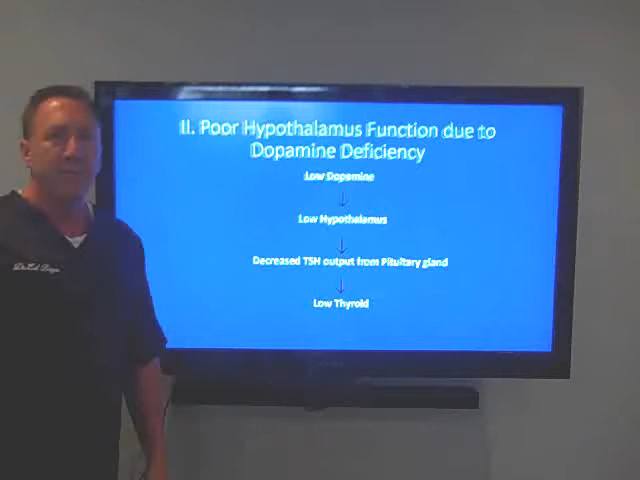 II. Poor Hypothalamus Function due to
Dopamine Deficiency
Low Dopamine
Low Hypothalamus
Decreased TSH output from Pituitary gland
Low Thyroid